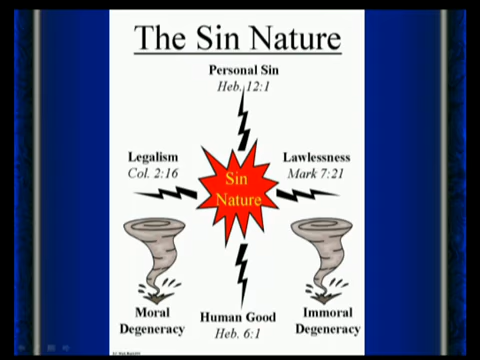 The Sin Nature
Personal Sin
Heb. 12:1
Legalism
Col. 2:16
Lawlessness
Mark 7:21
Sin
Nature
Moral
Degeneracy
Human Good
Heb. 6:1
Immoral
Degeneracy